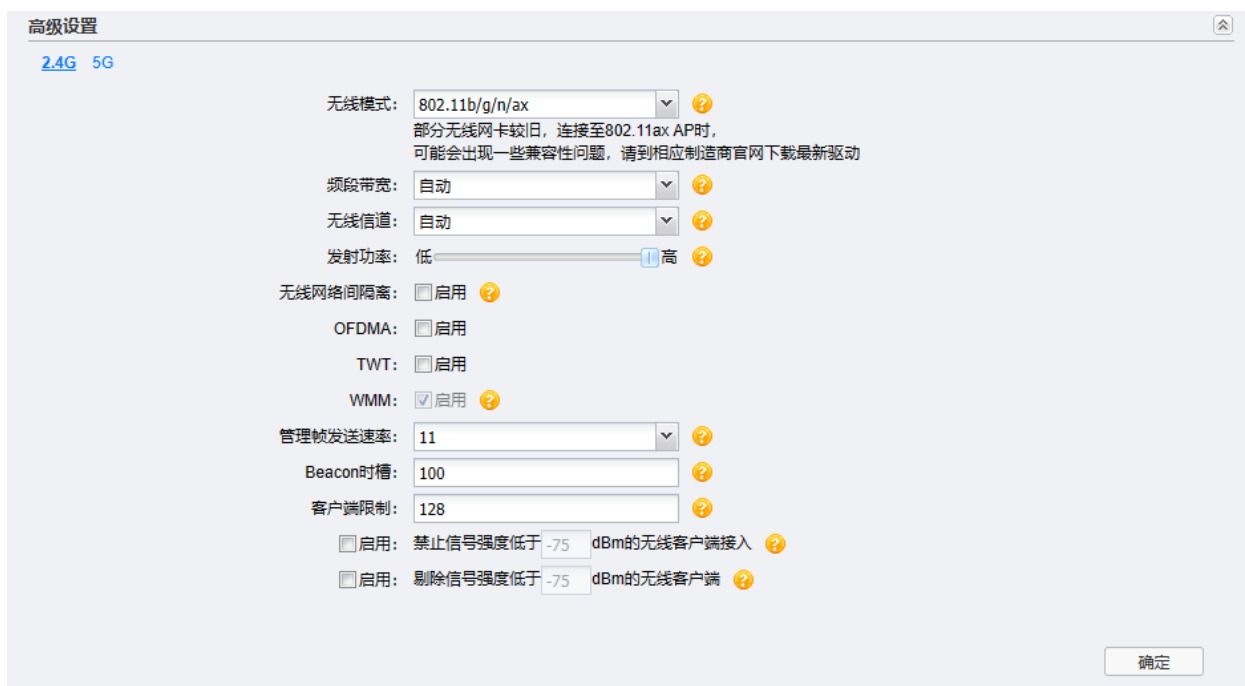 高级设置
2.4G 5G
无线模式： 802.11b/g/n/ax
部分无线网卡较旧，连接至802.11ax AP时，
可能会出现一些兼容性问题，请到相应制造商官网下载最新驱动
频段带宽： 自动
无线信道： 自动
发射功率： 低 高
无线网络间隔离： 启用
OFDMA： 启用
TWT： 启用
WMM： 启用
管理帧发送速率： 11
Beacon时槽： 100
客户端限制： 128
启用： 禁止信号强度低于 -75 dBm的无线客户端接入
启用： 剔除信号强度低于 -75 dBm的无线客户端
确定